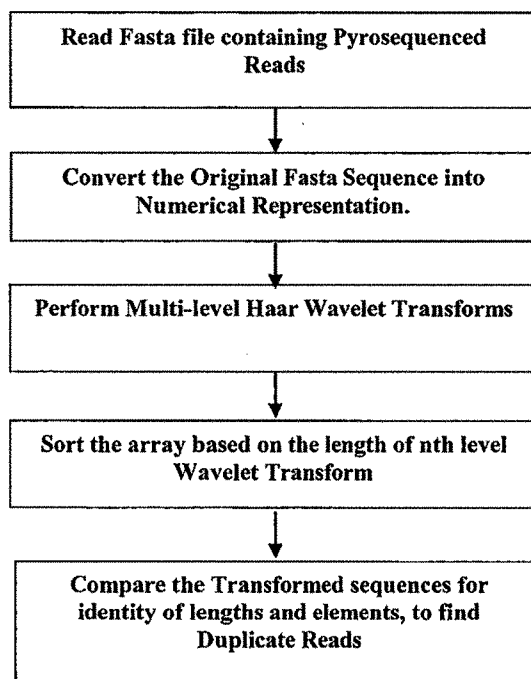 Read Fasta file containing Pyrosequenced
Reads
Convert the Original Fasta Sequence into
Numerical Representation.
Perform Multi-level Haar Wavelet Transforms
Sort the array based on the length of nth level
Wavelet Transform
Compare the Transformed sequences for
identity of lengths and elements, to find
Duplicate Reads